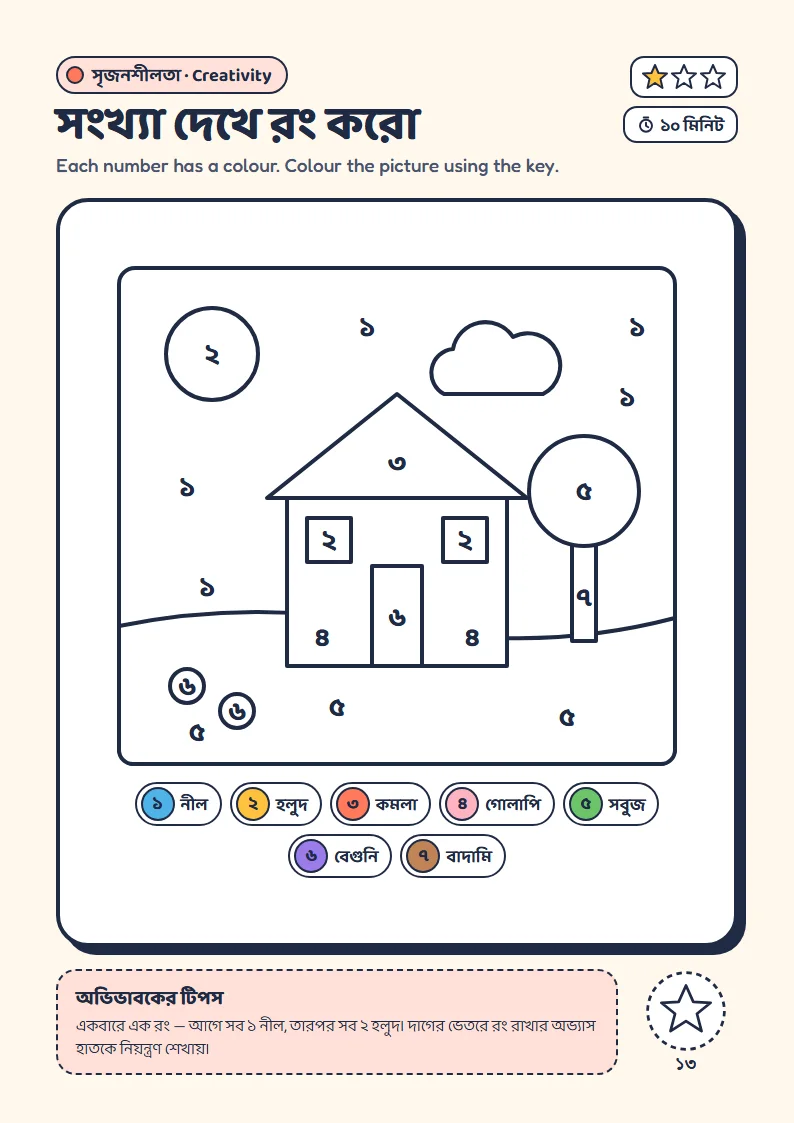 সৃজনশীলতা · Creativity
সংখ্যা দেখে রং করো
১০ মিনিট
Each number has a colour. Colour the picture using the key.
১
১
২
১
৩
১
৫
২
২
১
৭
৬
৪
৪
৬
৬
৫
৫
৫
১ নীল
২ হলুদ
৩ কমলা
৪ গোলাপি
৫ সবুজ
৬ বেগুনি
৭ বাদামি
অভিভাবকের টিপস
একবারে এক রং — আগে সব ১ নীল, তারপর সব ২ হলুদ। দাগের ভেতরে রং রাখার অভ্যাস
হাতকে নিয়ন্ত্রণ শেখায়।
১৩